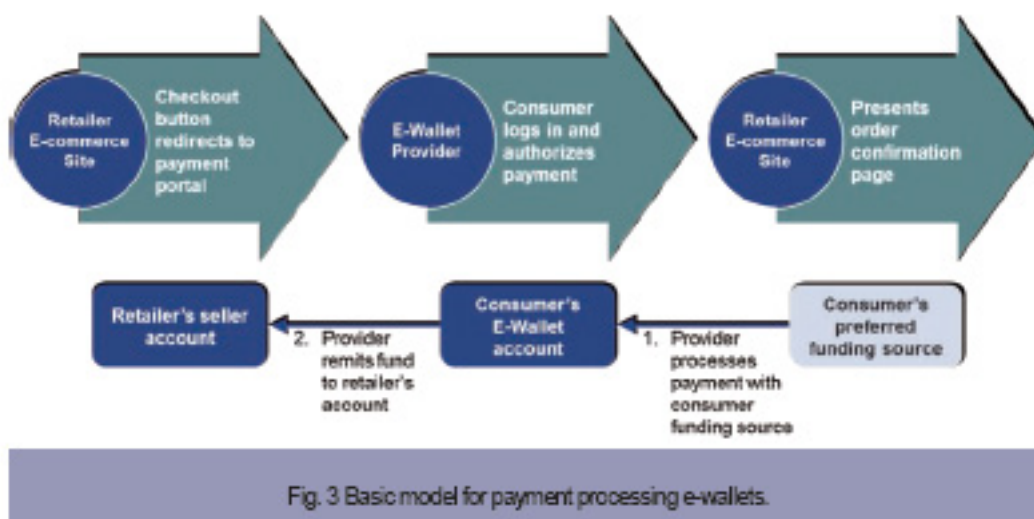 Retailer
E-commerce
Site
Checkout
button
redirects to
payment
portal
E-Wallet
Provider
Consumer
logs in and
authorizes
payment
Retailer
E-commerce
Site
Presents
order
confirmation
page
Retailer's seller
account
2. Provider
remits fund
to retailer's
account
Consumer's
E-Wallet
account
1. Provider
processes
payment with
consumer
funding source
Consumer's
preferred
funding source
Fig. 3 Basic model for payment processing e-wallets.